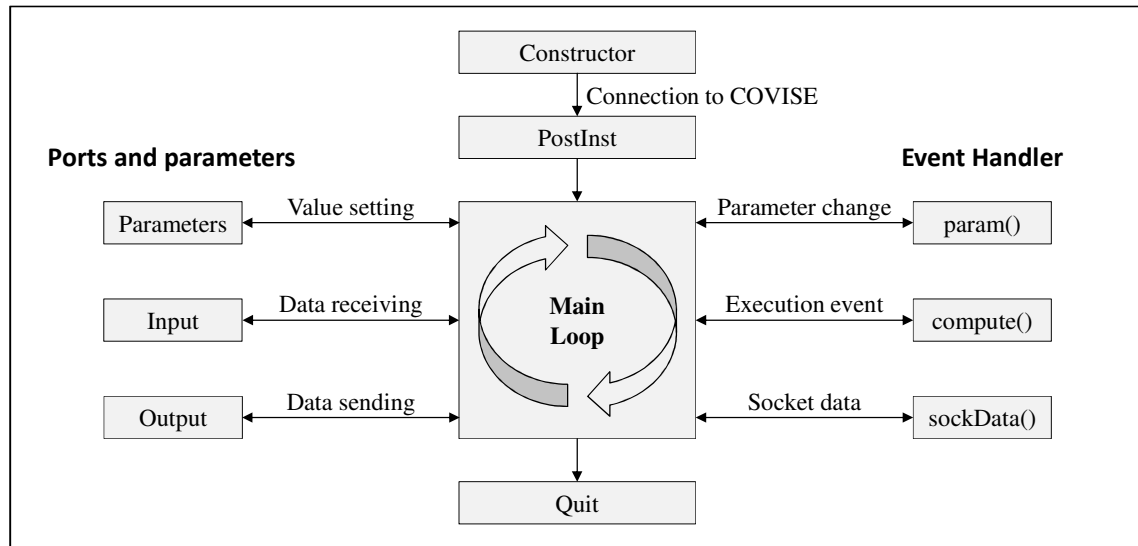 Constructor
Connection to COVISE
PostInst
Ports and parameters
Event Handler
Parameters
Value setting
Parameter change
param()
Input
Data receiving
Main
Loop
Execution event
compute()
Output
Data sending
Socket data
sockData()
Quit